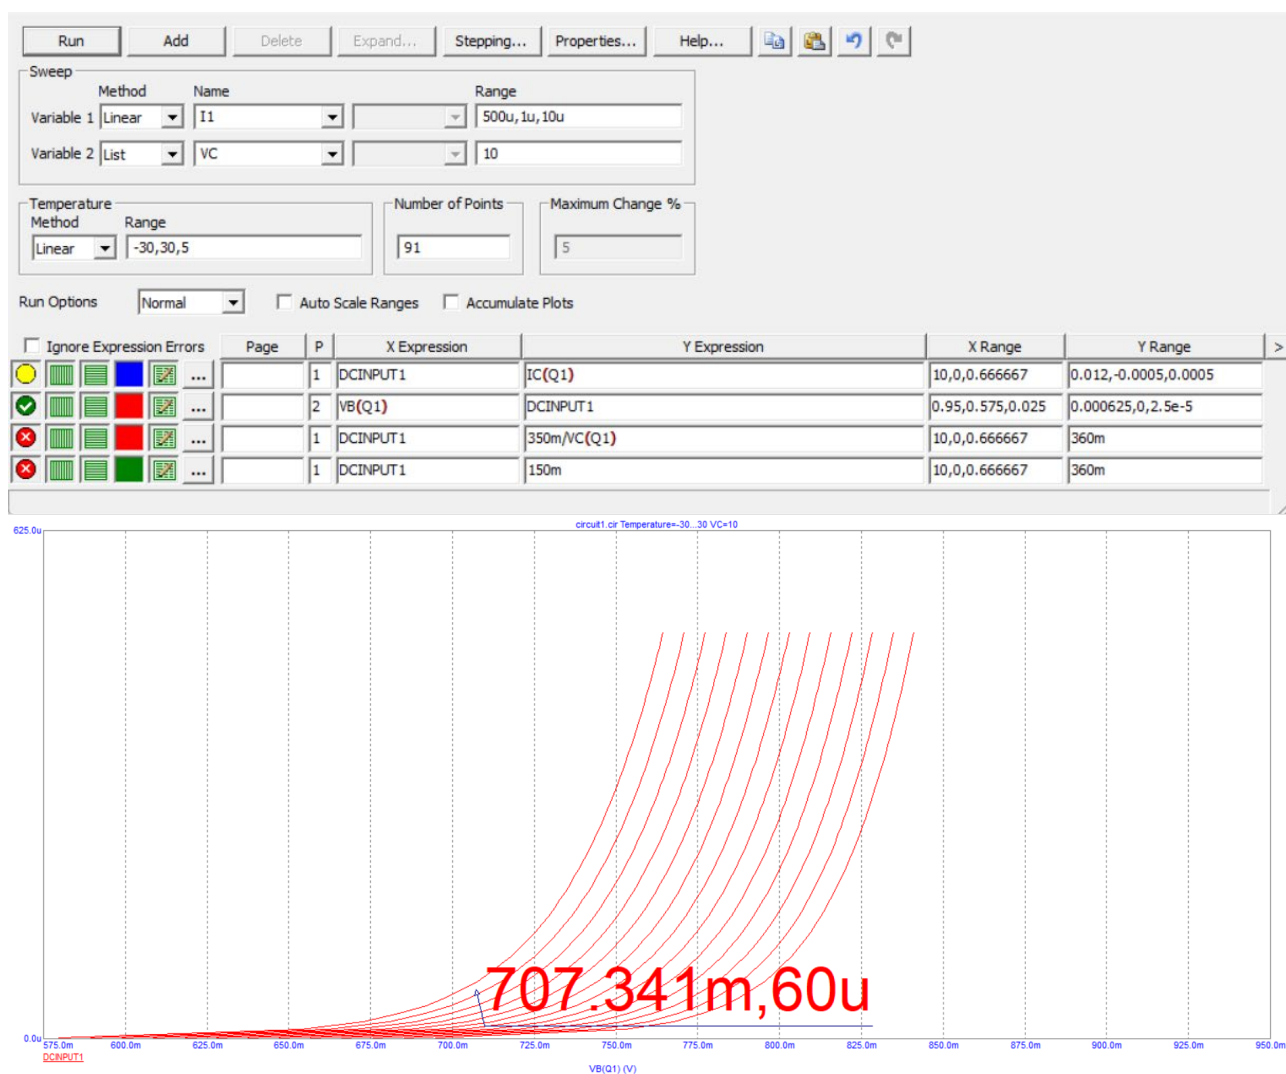 Run Add Delete Expand... Stepping... Properties... Help...
Sweep
Method Name Range
Variable 1 Linear I1 500u,1u,10u
Variable 2 List VC 10
Temperature Number of Points Maximum Change %
Method Range
Linear -30,30,5 91 5
Run Options Normal Auto Scale Ranges Accumulate Plots
Ignore Expression Errors Page P X Expression Y Expression X Range Y Range >
... 1 DCINPUT1 IC(Q1) 10,0,0.666667 0.012,-0.0005,0.0005
... 2 VB(Q1) DCINPUT1 0.95,0.575,0.025 0.000625,0,2.5e-5
... 1 DCINPUT1 350m/VC(Q1) 10,0,0.666667 360m
... 1 DCINPUT1 150m 10,0,0.666667 360m
circuit1.cir Temperature=-30...30 VC=10
625.0u
707.341m,60u
0.0u
575.0m 600.0m 625.0m 650.0m 675.0m 700.0m 725.0m 750.0m 775.0m 800.0m 825.0m 850.0m 875.0m 900.0m 925.0m 950.0m
DCINPUT1
VB(Q1) (V)